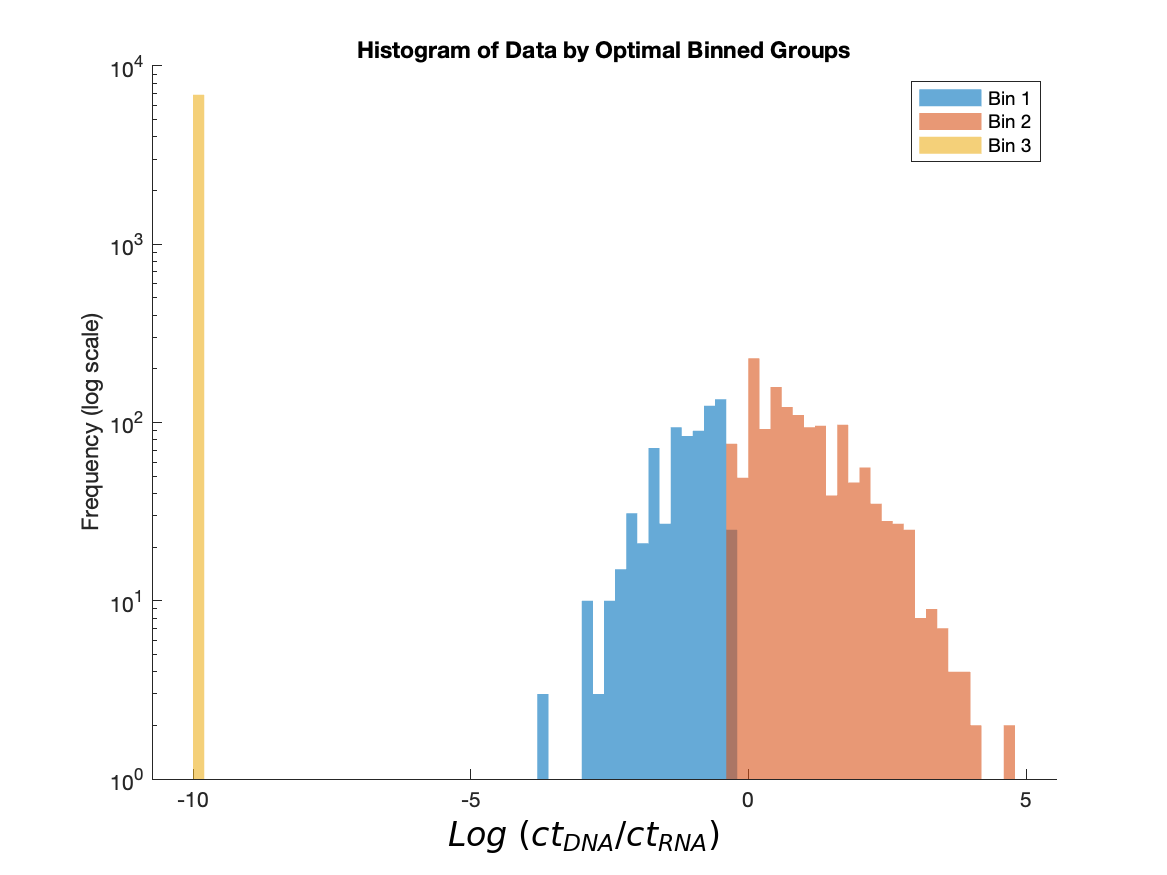 Histogram of Data by Optimal Binned Groups
Bin 1
Bin 2
Bin 3
Frequency (log scale)
10^4
10^3
10^2
10^1
10^0
-10
-5
0
5
Log (ct_DNA/ct_RNA)